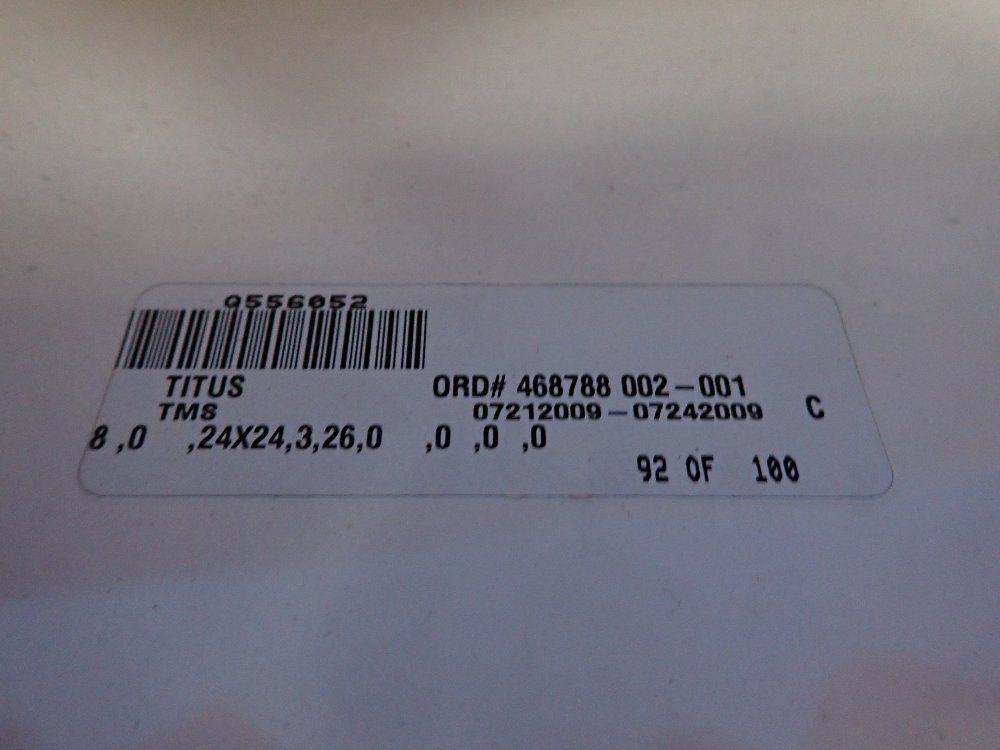 Q556052
TITUS ORD# 468788 002-001
TMS 07212009-07242009 C
8 ,0 ,24X24,3,26,0 ,0 ,0 ,0
92 OF 100